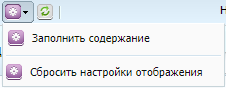 Н
Заполнить содержание
Сбросить настройки отображения